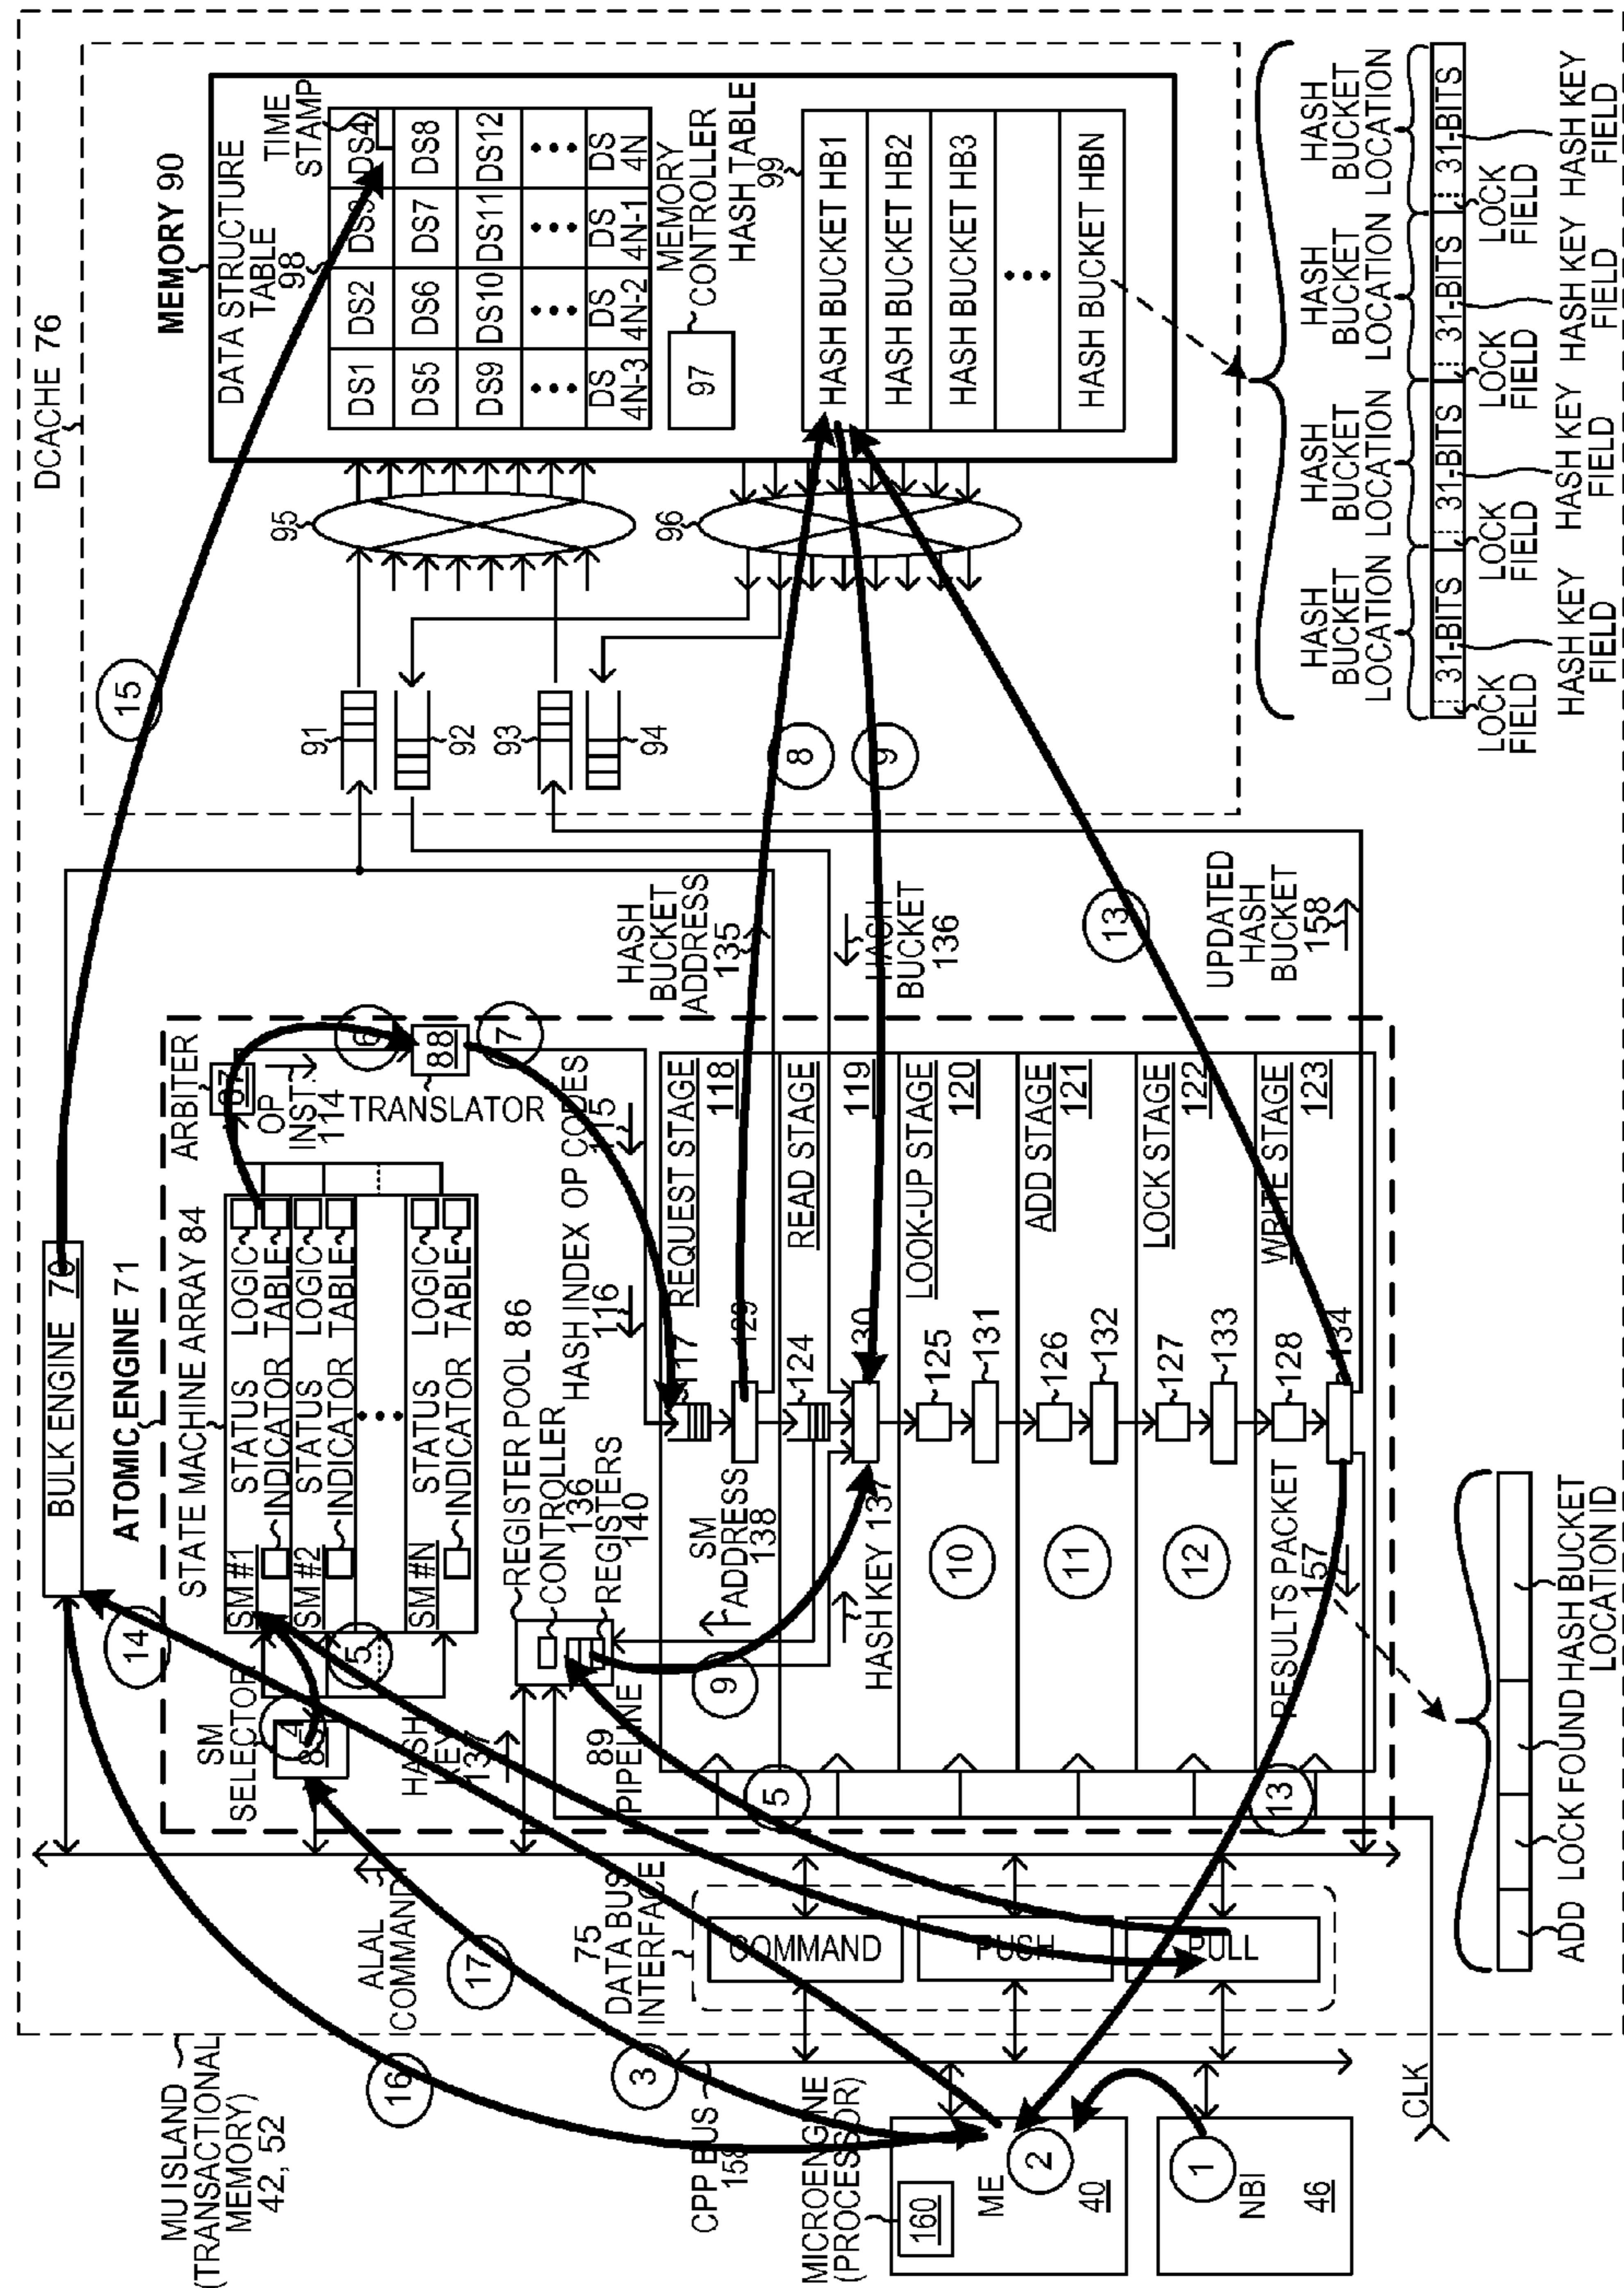 MU ISLAND
(TRANSACTIONAL
MEMORY)
42, 52
DCACHE 76
MEMORY 90
DATA STRUCTURE
TABLE
98
TIME
STAMP
DS1 DS2 DS3 DS4
DS5 DS6 DS7 DS8
DS9 DS10 DS11 DS12
DS
4N-3
DS
4N-2
DS
4N-1
DS
4N
97
MEMORY
CONTROLLER
HASH TABLE
99
HASH BUCKET HB1
HASH BUCKET HB2
HASH BUCKET HB3
HASH BUCKET HBN
95
96
91
92
93
94
15
8
9
13
HASH
BUCKET
LOCATION
HASH
BUCKET
LOCATION
HASH
BUCKET
LOCATION
HASH
BUCKET
LOCATION
31-BITS
31-BITS
31-BITS
31-BITS
LOCK
FIELD
LOCK
FIELD
LOCK
FIELD
LOCK
FIELD
HASH KEY
FIELD
HASH KEY
FIELD
HASH KEY
FIELD
HASH KEY
FIELD
BULK ENGINE 70
ATOMIC ENGINE 71
STATE MACHINE ARRAY 84
SM #1 STATUS LOGIC
INDICATOR TABLE
SM #2 STATUS LOGIC
INDICATOR TABLE
SM #N STATUS LOGIC
INDICATOR TABLE
ARBITER
87
OP
INST.
114
6
88
TRANSLATOR
7
14
SM
SELECTOR
85
4
5
HASH
KEY
137
REGISTER POOL 86
CONTROLLER
136
REGISTERS
140
HASH INDEX
116
OP CODES
115
HASH
BUCKET
ADDRESS
135
HASH
BUCKET
136
UPDATED
HASH
BUCKET
158
89
PIPELINE
9
SM
ADDRESS
138
HASH KEY 137
117
REQUEST STAGE
118
129
124
READ STAGE
119
130
LOOK-UP STAGE
120
125
131
10
ADD STAGE
121
126
132
11
LOCK STAGE
122
127
133
12
WRITE STAGE
123
128
134
RESULTS PACKET
157
5
13
16
17
3
ALAL
COMMAND
75
DATA BUS
INTERFACE
COMMAND
PUSH
PULL
CPP BUS
158
MICROENGINE
(PROCESSOR)
160
ME
2
40
1
NBI
46
CLK
ADD LOCK FOUND HASH BUCKET
LOCATION ID